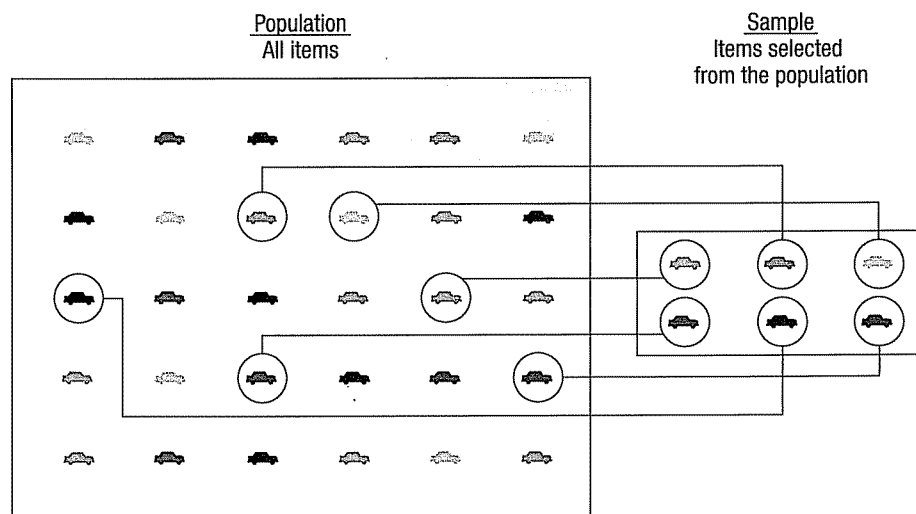 Population
All items
Sample
Items selected
from the population